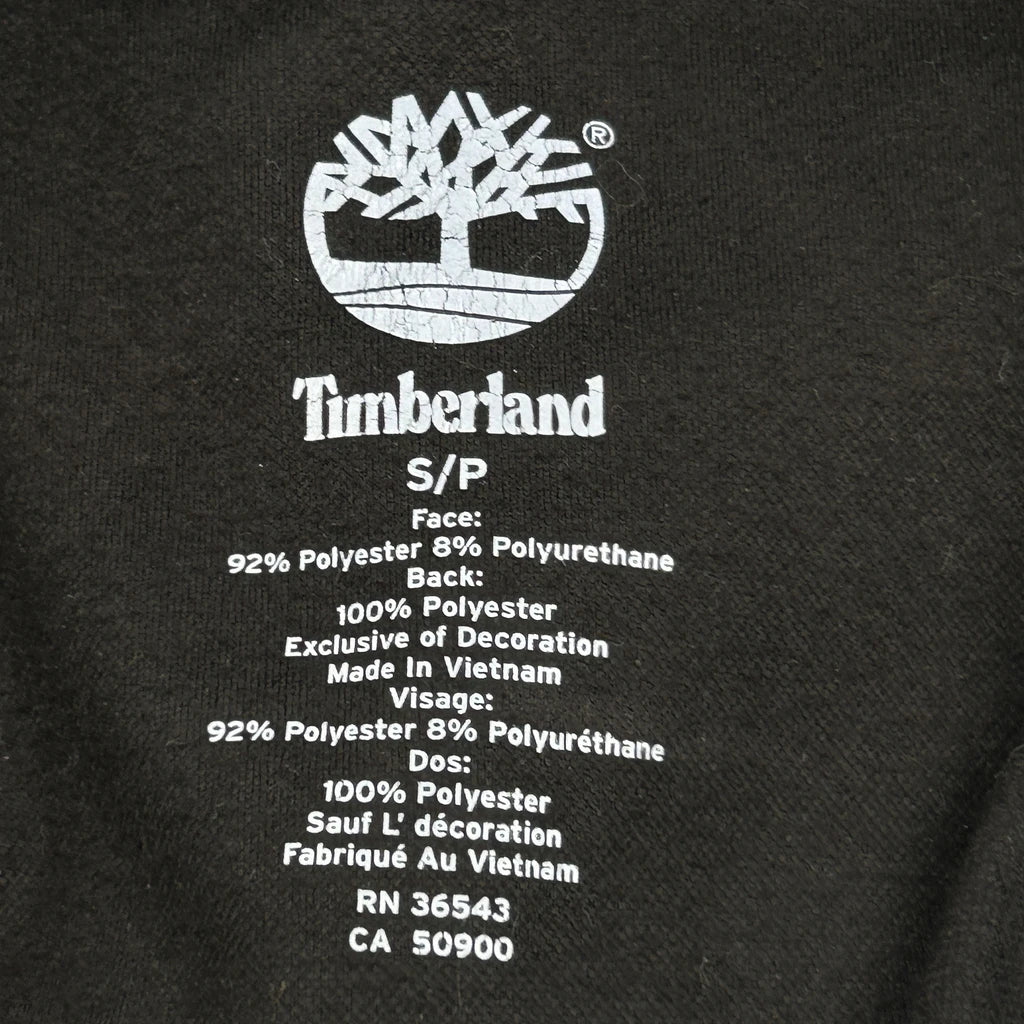 ®
Timberland
S/P
Face:
92% Polyester 8% Polyurethane
Back:
100% Polyester
Exclusive of Decoration
Made In Vietnam
Visage:
92% Polyester 8% Polyuréthane
Dos:
100% Polyester
Sauf L' décoration
Fabriqué Au Vietnam
RN 36543
CA 50900